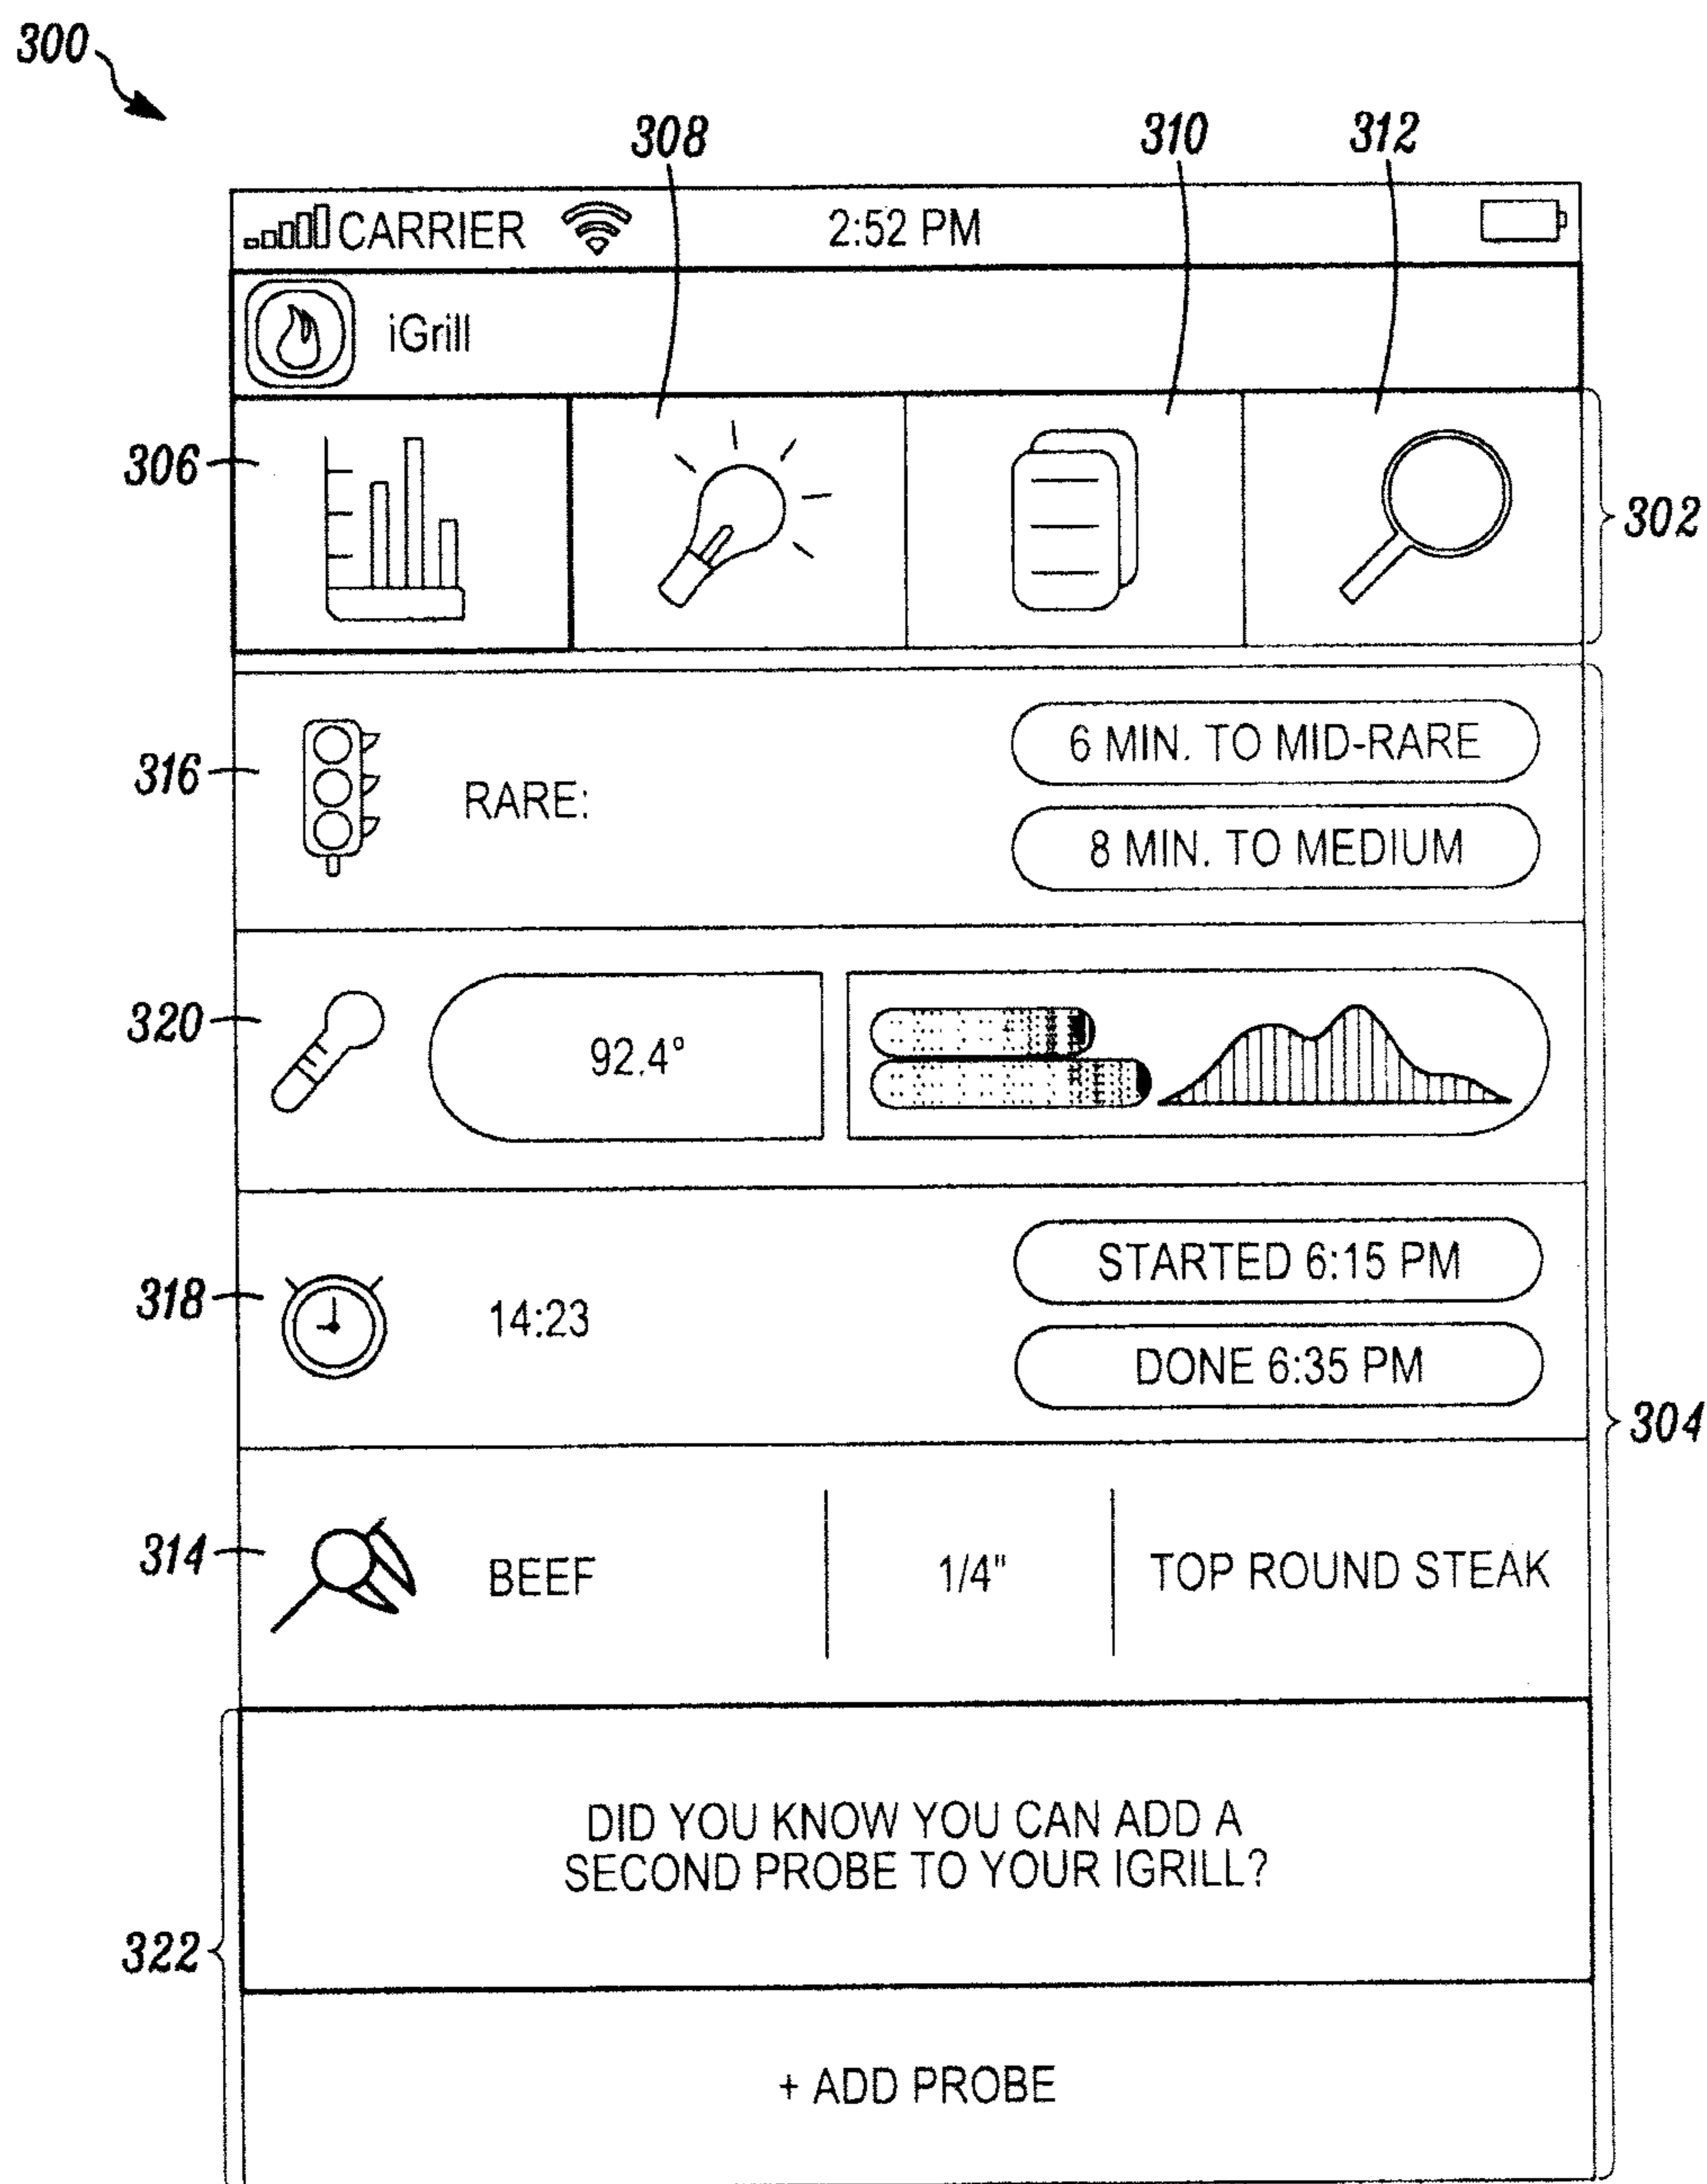 300
308
310
312
CARRIER 2:52 PM
iGrill
306
302
316
RARE:
6 MIN. TO MID-RARE
8 MIN. TO MEDIUM
320
92.4°
318
14:23
STARTED 6:15 PM
DONE 6:35 PM
304
314
BEEF
1/4"
TOP ROUND STEAK
DID YOU KNOW YOU CAN ADD A
SECOND PROBE TO YOUR IGRILL?
322
+ ADD PROBE